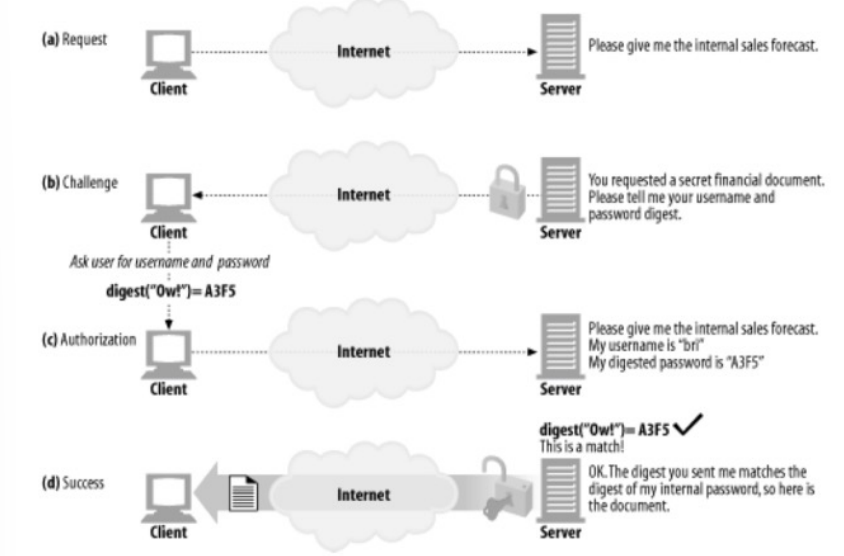 (a) Request
Internet
Please give me the internal sales forecast.
Client
Server
(b) Challenge
Internet
You requested a secret financial document.
Please tell me your username and
password digest.
Client
Server
Ask user for username and password
digest("Ow!")= A3F5
(c) Authorization
Internet
Please give me the internal sales forecast.
My username is "bri"
My digested password is "A3F5"
Client
Server
digest("Ow!")= A3F5
This is a match!
(d) Success
Internet
OK. The digest you sent me matches the
digest of my internal password, so here is
the document.
Client
Server